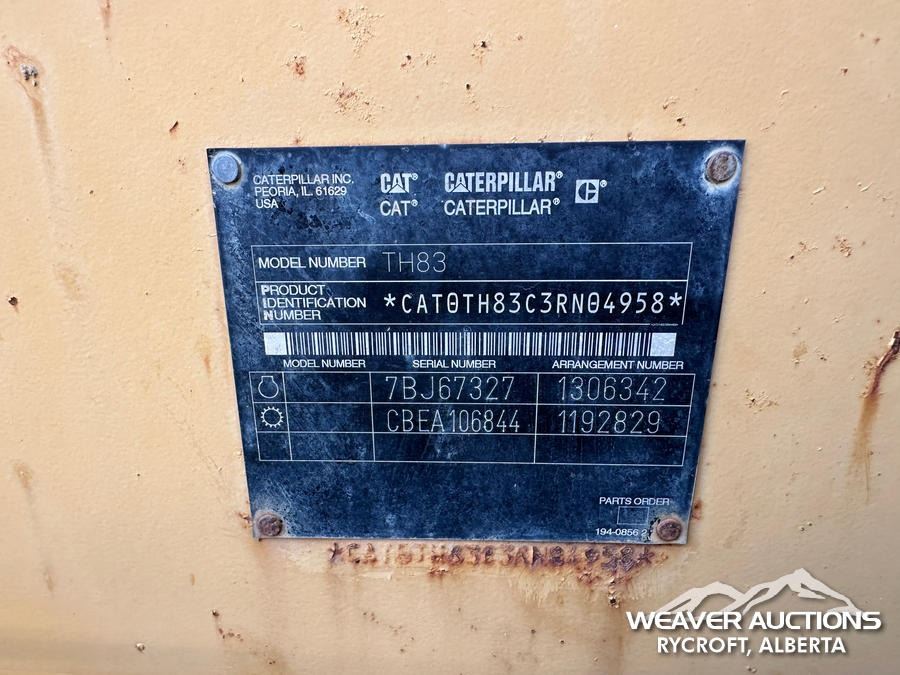 CATERPILLAR INC.
PEORIA, IL. 61629
USA
CAT® CATERPILLAR® C®
CAT® CATERPILLAR®
MODEL NUMBER TH83
PRODUCT
IDENTIFICATION
NUMBER *CAT0TH83C3RN04958*
MODEL NUMBER SERIAL NUMBER ARRANGEMENT NUMBER
7BJ67327 1306342
CBEA106844 1192829
PARTS ORDER
194-0856 2
WEAVER AUCTIONS
RYCROFT, ALBERTA